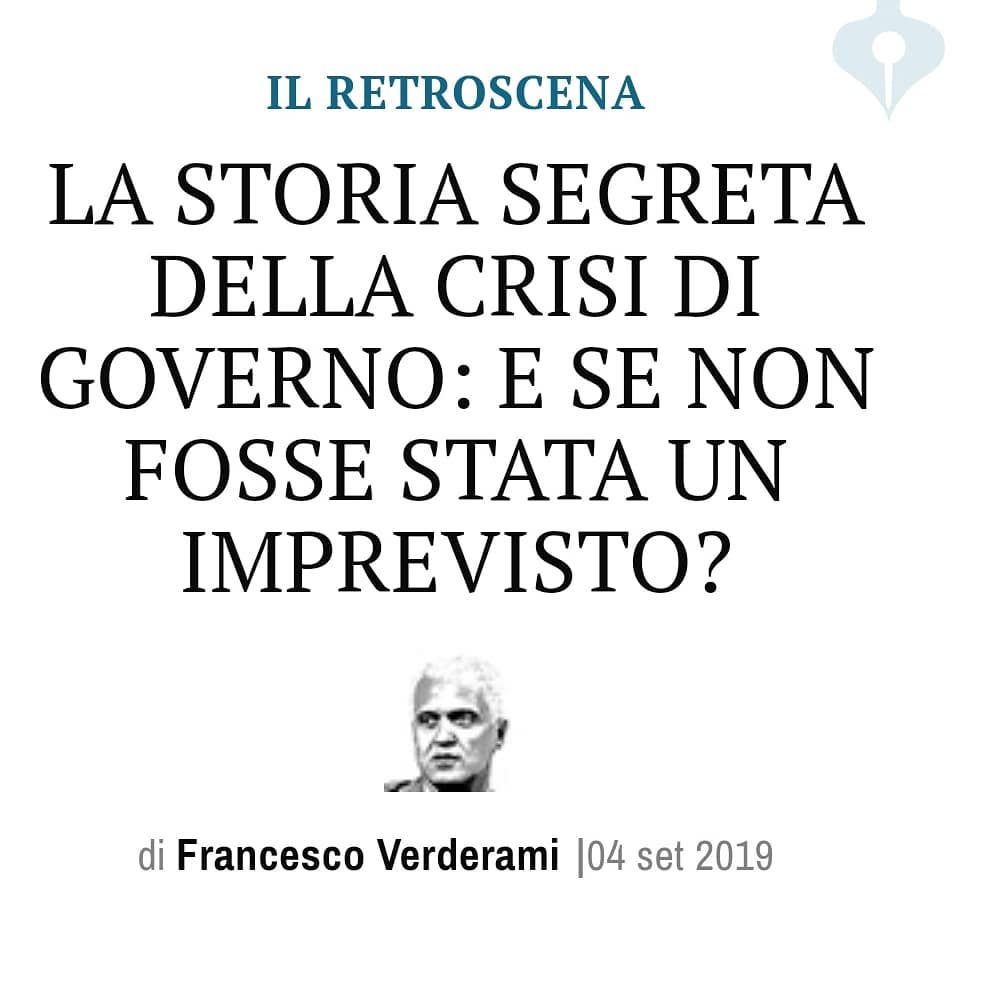 IL RETROSCENA
LA STORIA SEGRETA
DELLA CRISI DI
GOVERNO: E SE NON
FOSSE STATA UN
IMPREVISTO?
di Francesco Verderami |04 set 2019